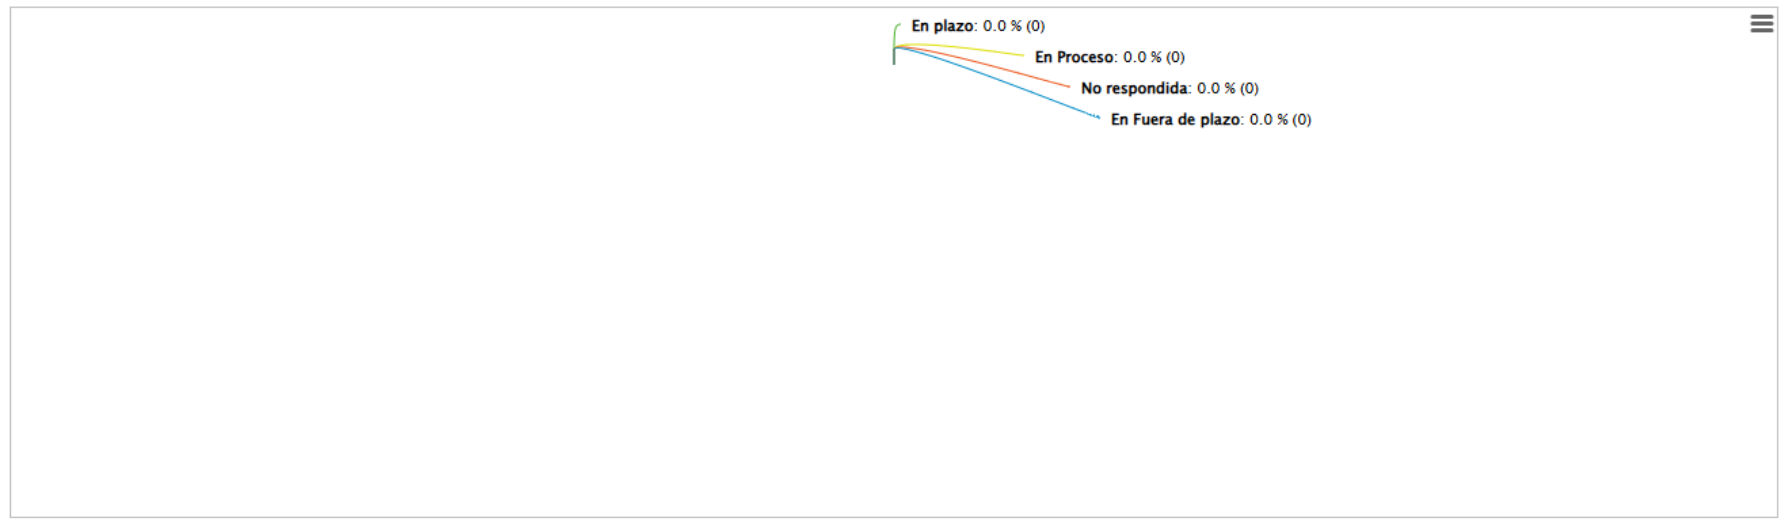 En plazo: 0.0 % (0)
En Proceso: 0.0 % (0)
No respondida: 0.0 % (0)
En Fuera de plazo: 0.0 % (0)